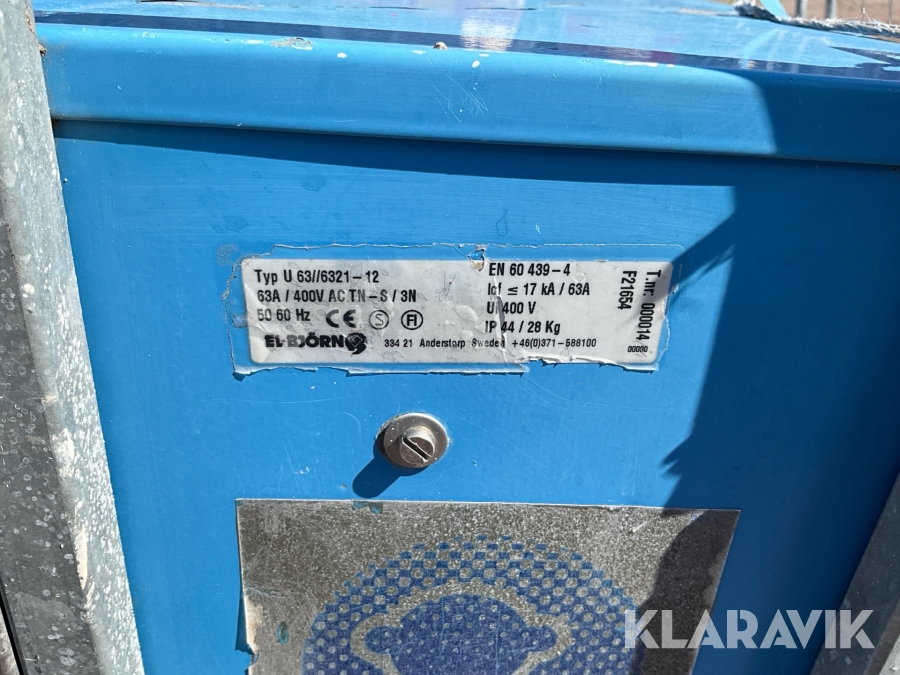 Typ U 63//6321-12
63A / 400V AC TN-S / 3N
50 60 Hz CE S FI
EL-BJÖRN
334 21 Anderstorp Sweden +46(0)371-588100
EN 60 439-4
Icf ≤ 17 kA / 63A
Ui 400 V
IP 44 / 28 Kg
T.nr: 000014
F21654
00000
KLARAVIK